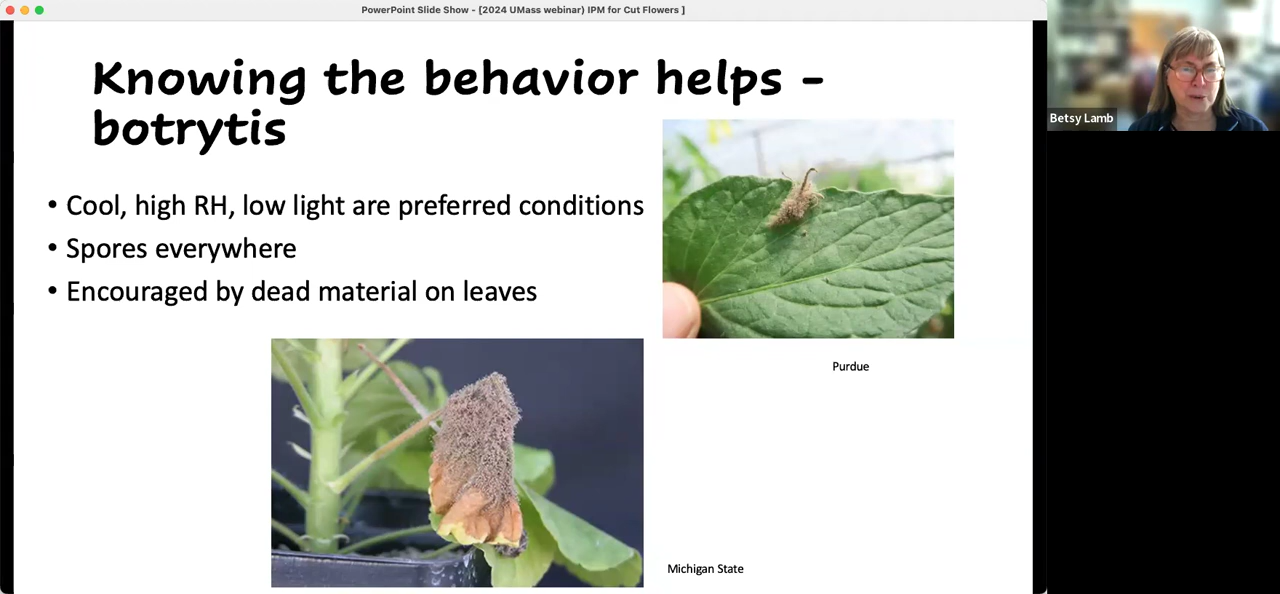 PowerPoint Slide Show - [2024 UMass webinar) IPM for Cut Flowers ]
Knowing the behavior helps -
botrytis
• Cool, high RH, low light are preferred conditions
• Spores everywhere
• Encouraged by dead material on leaves
Purdue
Michigan State
Betsy Lamb